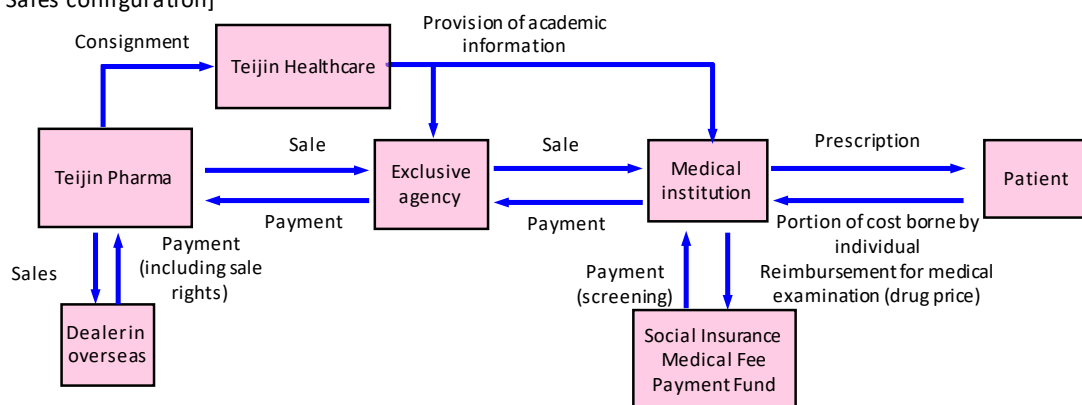 Sales configuration]
Consignment
Provision of academic
information
Teijin Healthcare
Teijin Pharma
Sale
Payment
Exclusive
agency
Sale
Payment
Medical
institution
Prescription
Portion of cost borne by
individual
Patient
Sales
Payment
(including sale
rights)
Dealer in
overseas
Payment
(screening)
Reimbursement for medical
examination (drug price)
Social Insurance
Medical Fee
Payment Fund